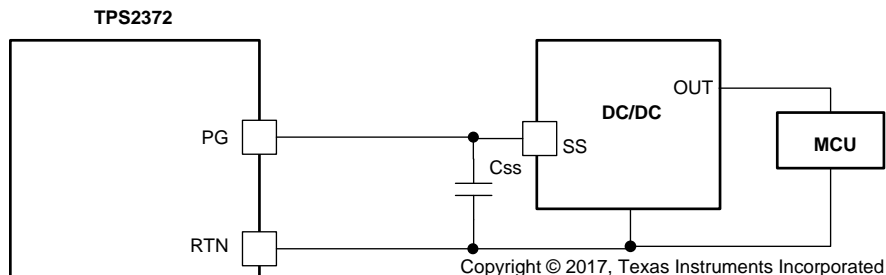 TPS2372
OUT
DC/DC
PG
SS
MCU
Css
RTN
Copyright © 2017, Texas Instruments Incorporated